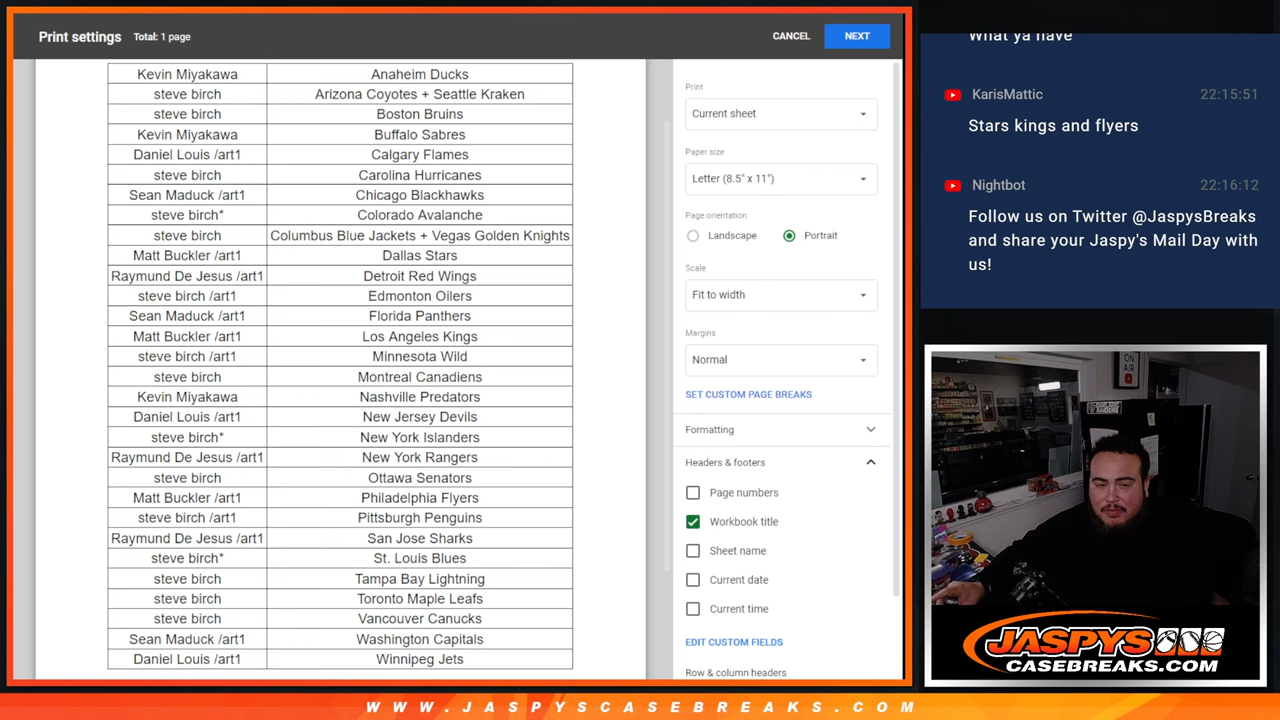 Print settings Total: 1 page CANCEL NEXT
Kevin Miyakawa Anaheim Ducks
steve birch Arizona Coyotes + Seattle Kraken
steve birch Boston Bruins
Kevin Miyakawa Buffalo Sabres
Daniel Louis /art1 Calgary Flames
steve birch Carolina Hurricanes
Sean Maduck /art1 Chicago Blackhawks
steve birch* Colorado Avalanche
steve birch Columbus Blue Jackets + Vegas Golden Knights
Matt Buckler /art1 Dallas Stars
Raymund De Jesus /art1 Detroit Red Wings
steve birch /art1 Edmonton Oilers
Sean Maduck /art1 Florida Panthers
Matt Buckler /art1 Los Angeles Kings
steve birch /art1 Minnesota Wild
steve birch Montreal Canadiens
Kevin Miyakawa Nashville Predators
Daniel Louis /art1 New Jersey Devils
steve birch* New York Islanders
Raymund De Jesus /art1 New York Rangers
steve birch Ottawa Senators
Matt Buckler /art1 Philadelphia Flyers
steve birch /art1 Pittsburgh Penguins
Raymund De Jesus /art1 San Jose Sharks
steve birch* St. Louis Blues
steve birch Tampa Bay Lightning
steve birch Toronto Maple Leafs
steve birch Vancouver Canucks
Sean Maduck /art1 Washington Capitals
Daniel Louis /art1 Winnipeg Jets
Print
Current sheet
Paper size
Letter (8.5" x 11")
Page orientation
Landscape Portrait
Scale
Fit to width
Margins
Normal
SET CUSTOM PAGE BREAKS
Formatting
Headers & footers
Page numbers
Workbook title
Sheet name
Current date
Current time
EDIT CUSTOM FIELDS
Row & column headers
What ya have
KarisMattic 22:15:51
Stars kings and flyers
Nightbot 22:16:12
Follow us on Twitter @JaspysBreaks
and share your Jaspy's Mail Day with
us!
ON
AIR
JASPYS
CASEBREAKS.COM
WWW.JASPYSCASEBREAKS.COM